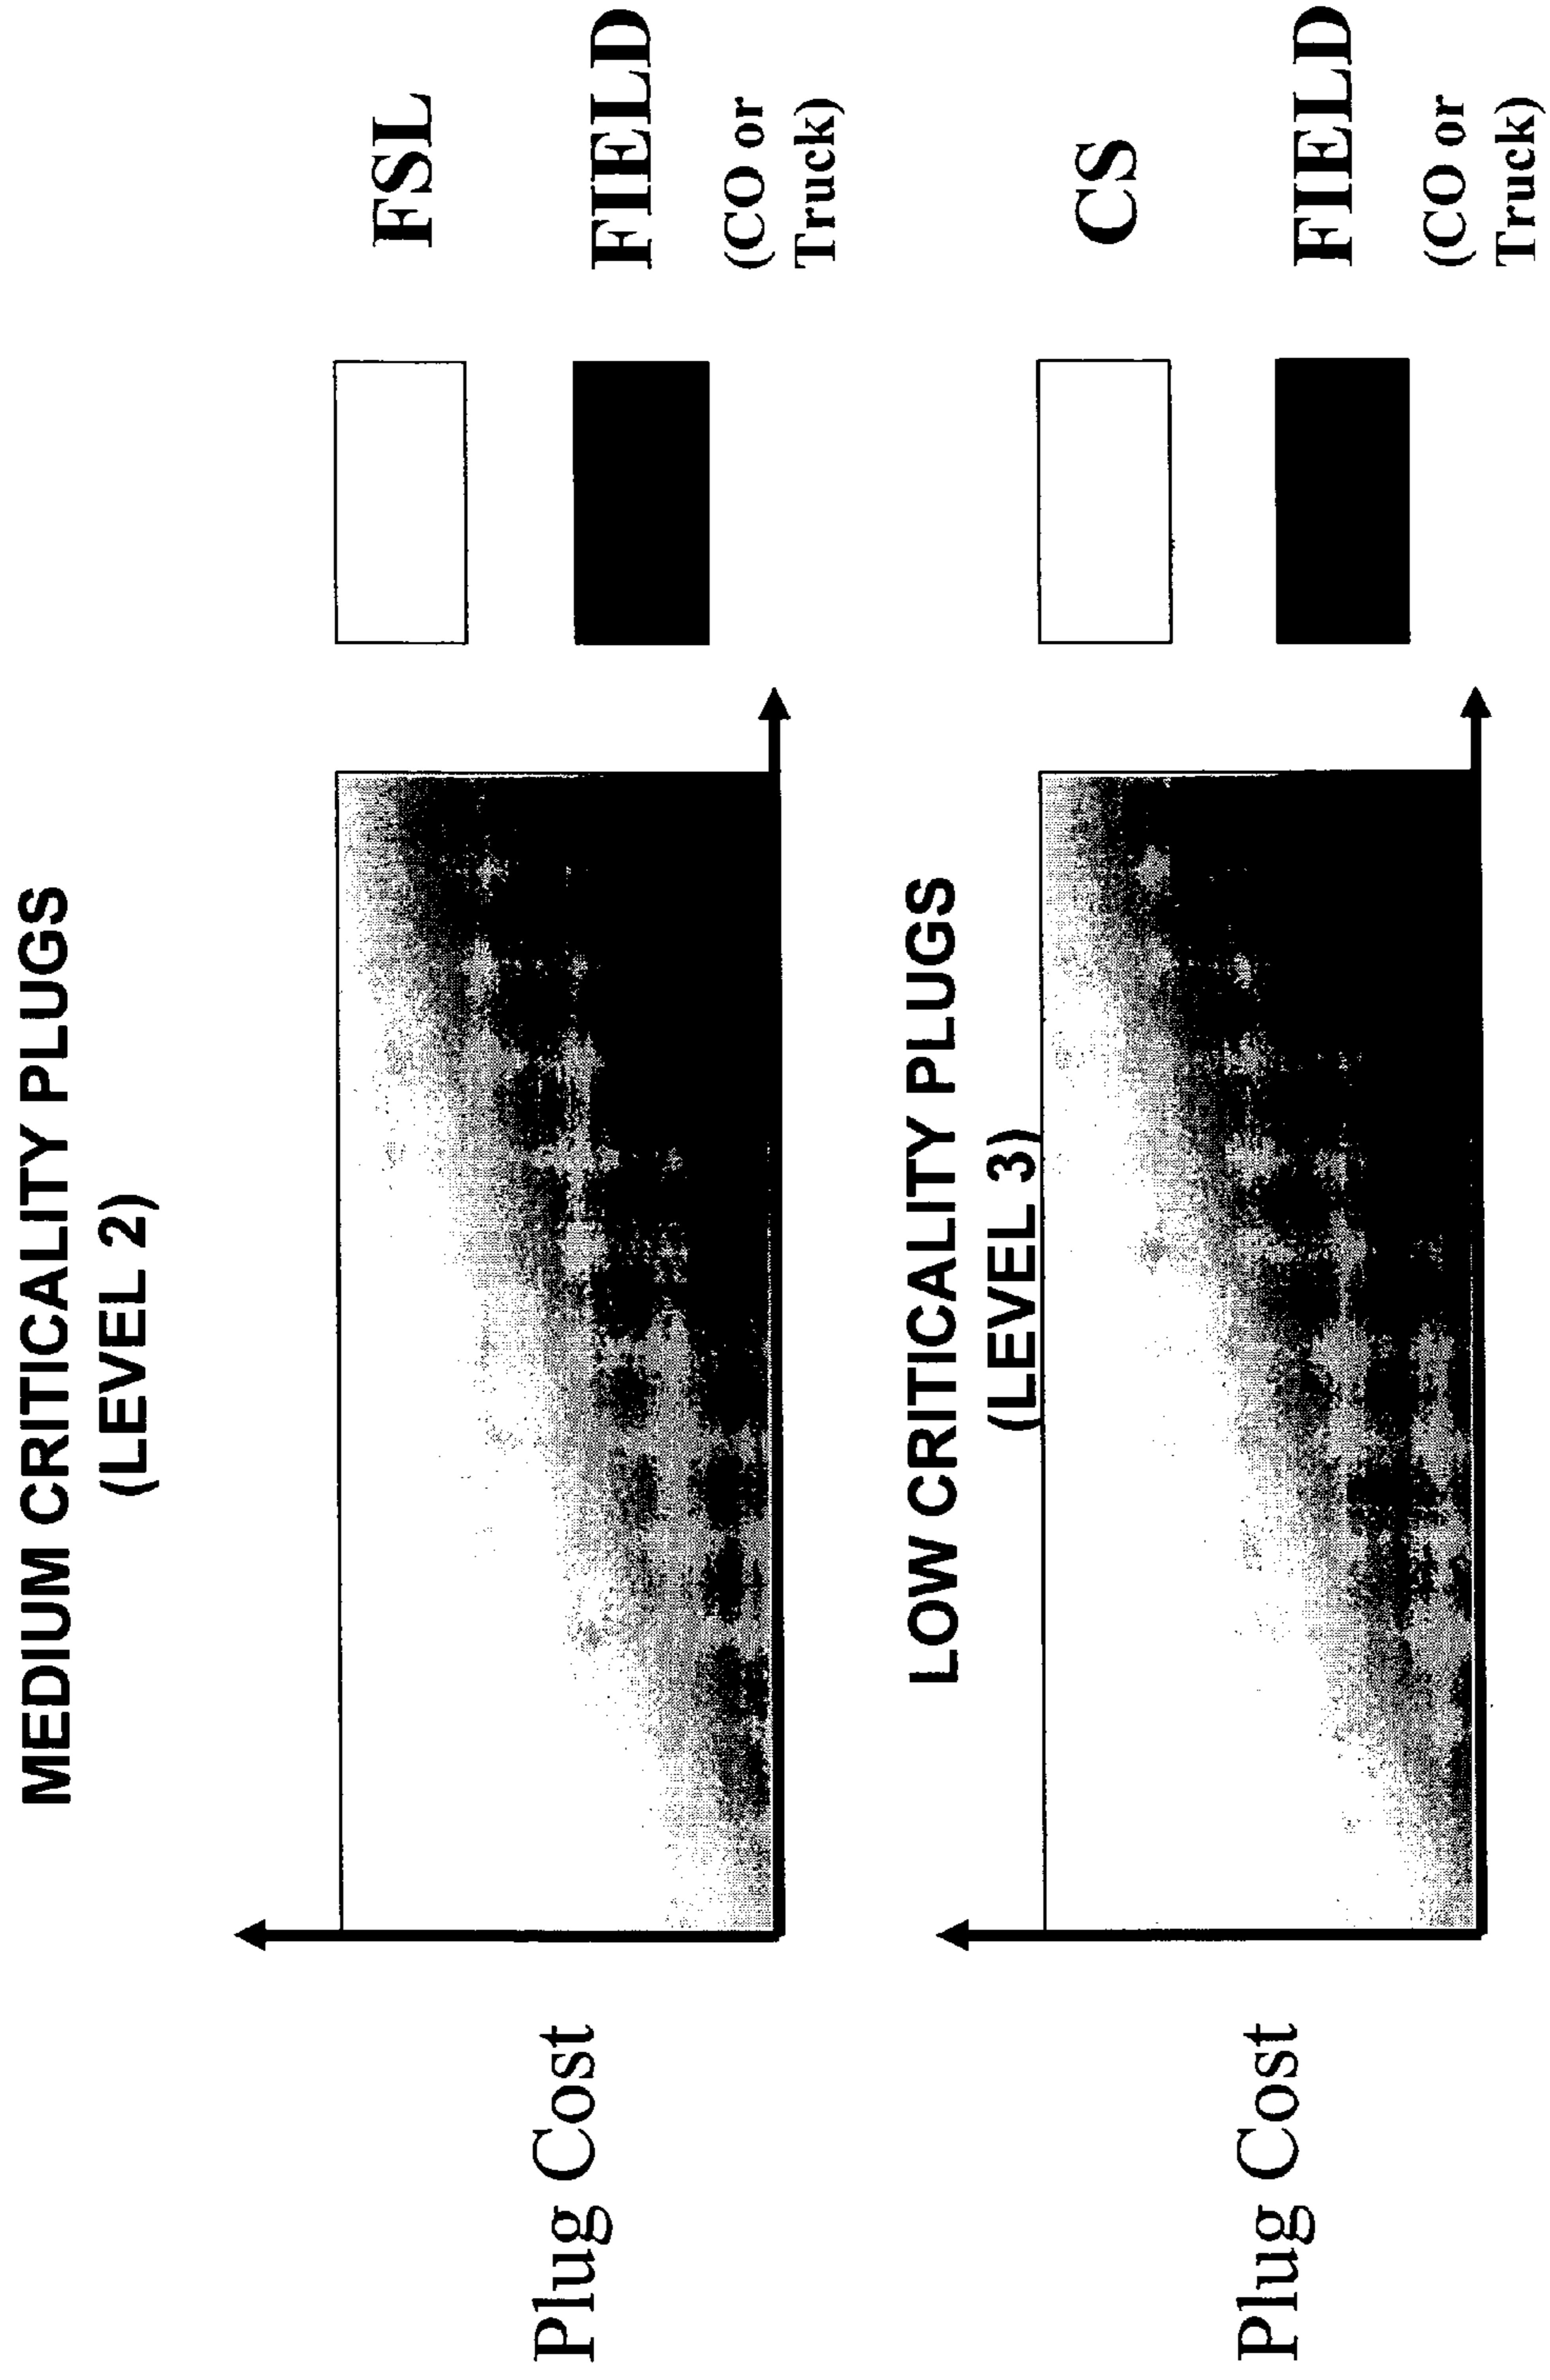 MEDIUM CRITICALITY PLUGS
(LEVEL 2)
Plug Cost
FSL
FIELD
(CO or
Truck)
LOW CRITICALITY PLUGS
(LEVEL 3)
Plug Cost
CS
FIELD
(CO or
Truck)